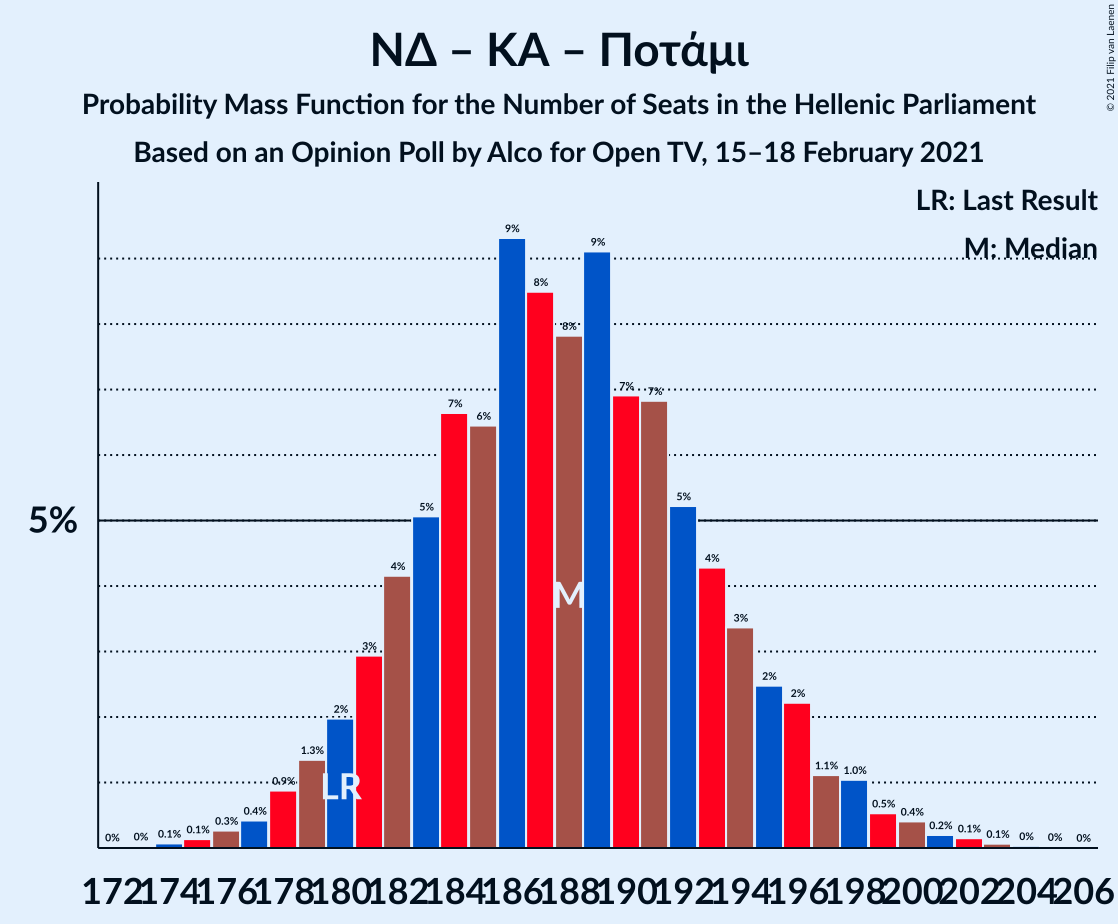 ΝΔ – ΚΑ – Ποτάμι
Probability Mass Function for the Number of Seats in the Hellenic Parliament
Based on an Opinion Poll by Alco for Open TV, 15–18 February 2021
© 2021 Filip van Laenen
LR: Last Result
M: Median
5%
0% 0% 0.1% 0.1% 0.3% 0.4% 0.9% 1.3% 2% 3% 4% 5% 7% 6% 9% 8% 8% 9% 7% 7% 5% 4% 3% 2% 2% 1.1% 1.0% 0.5% 0.4% 0.2% 0.1% 0.1% 0% 0% 0%
M
LR
172 174 176 178 180 182 184 186 188 190 192 194 196 198 200 202 204 206